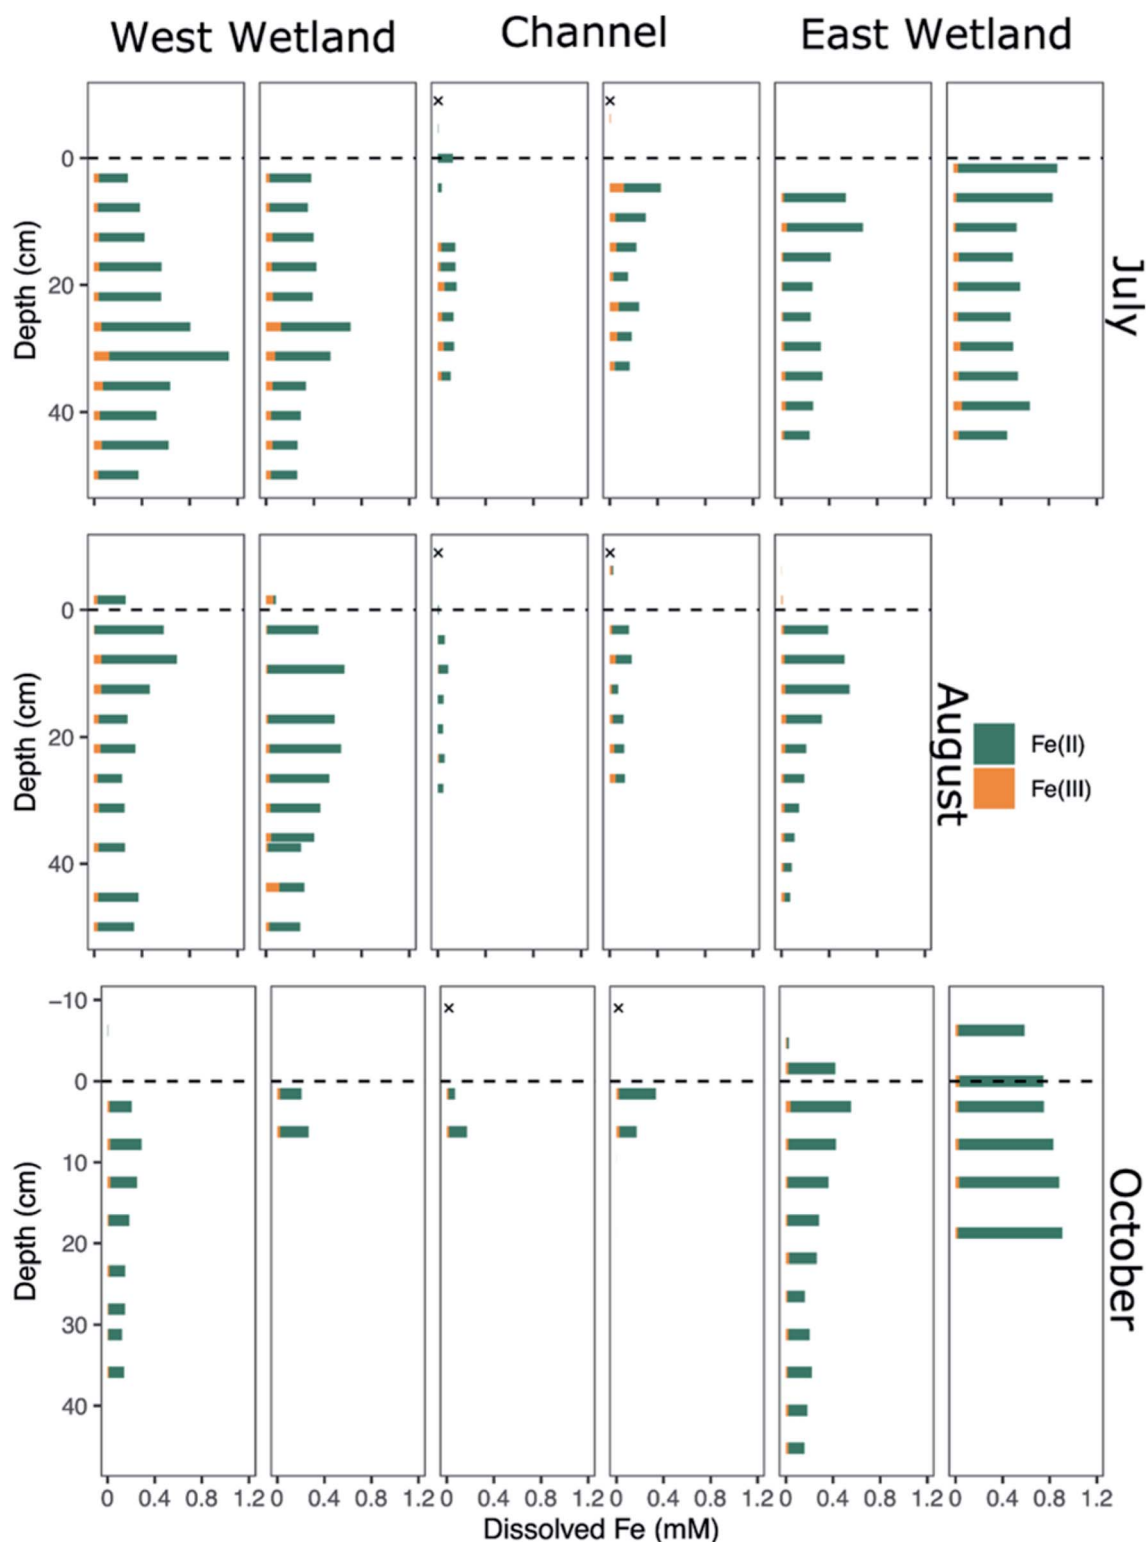 West Wetland Channel East Wetland
0
20
40
Depth (cm)
July
0
20
40
Depth (cm)
August
Fe(II)
Fe(III)
−10
0
10
20
30
40
Depth (cm)
October
0 0.4 0.8 1.2 0 0.4 0.8 1.2 0 0.4 0.8 1.2 0 0.4 0.8 1.2 0 0.4 0.8 1.2 0 0.4 0.8 1.2
Dissolved Fe (mM)